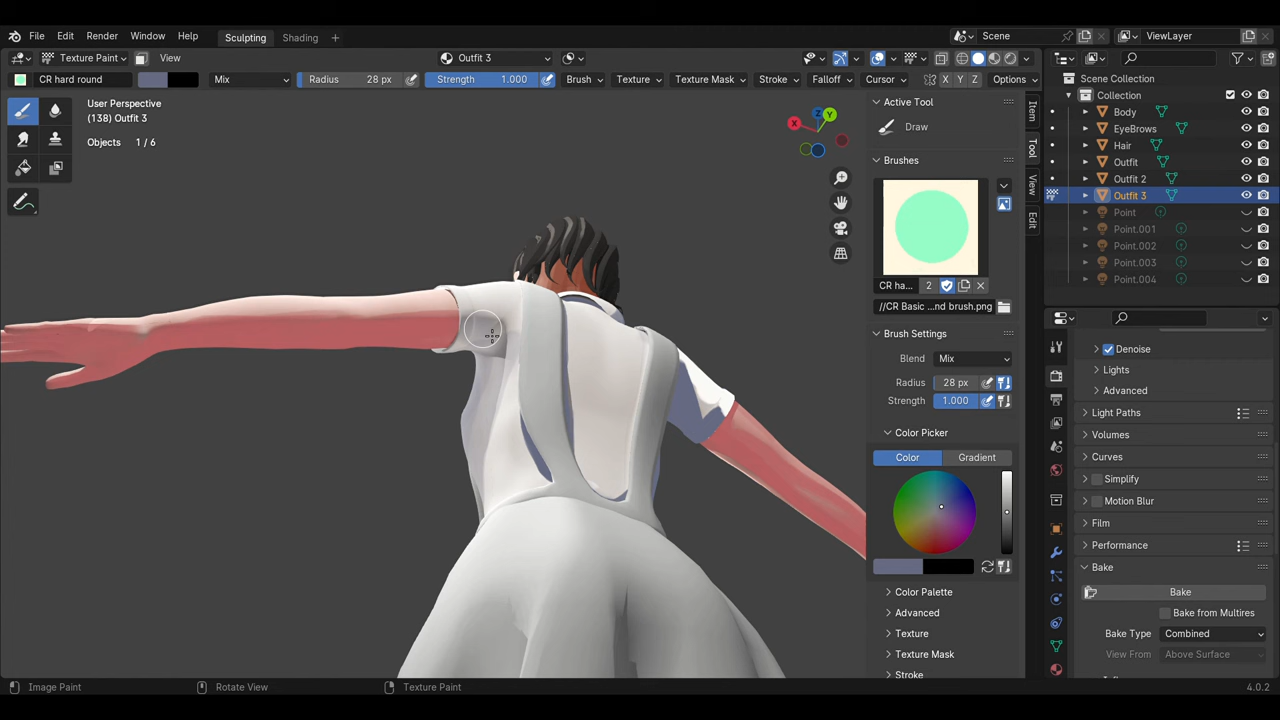 File Edit Render Window Help Sculpting Shading + Scene ViewLayer
Texture Paint View Outfit 3
CR hard round Mix Radius 28 px Strength 1.000 Brush Texture Texture Mask Stroke Falloff Cursor X Y Z Options
User Perspective
(138) Outfit 3
Objects 1 / 6
X
Z
Y
Active Tool
Draw
Brushes
CR ha... 2
//CR Basic ...nd brush.png
Brush Settings
Blend Mix
Radius 28 px
Strength 1.000
Color Picker
Color Gradient
Color Palette
Advanced
Texture
Texture Mask
Stroke
Item
Tool
View
Edit
Scene Collection
Collection
Body
EyeBrows
Hair
Outfit
Outfit 2
Outfit 3
Point
Point.001
Point.002
Point.003
Point.004
Denoise
Lights
Advanced
Light Paths
Volumes
Curves
Simplify
Motion Blur
Film
Performance
Bake
Bake
Bake from Multires
Bake Type Combined
View From Above Surface
Image Paint Rotate View Texture Paint 4.0.2